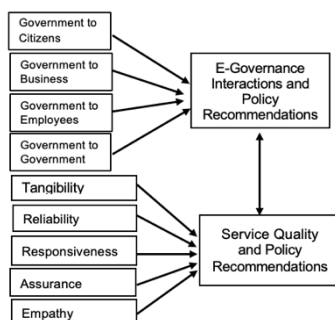 Government to
Citizens
Government to
Business
Government to
Employees
Government to
Government
E-Governance
Interactions and
Policy
Recommendations
Tangibility
Reliability
Responsiveness
Assurance
Empathy
Service Quality
and Policy
Recommendations